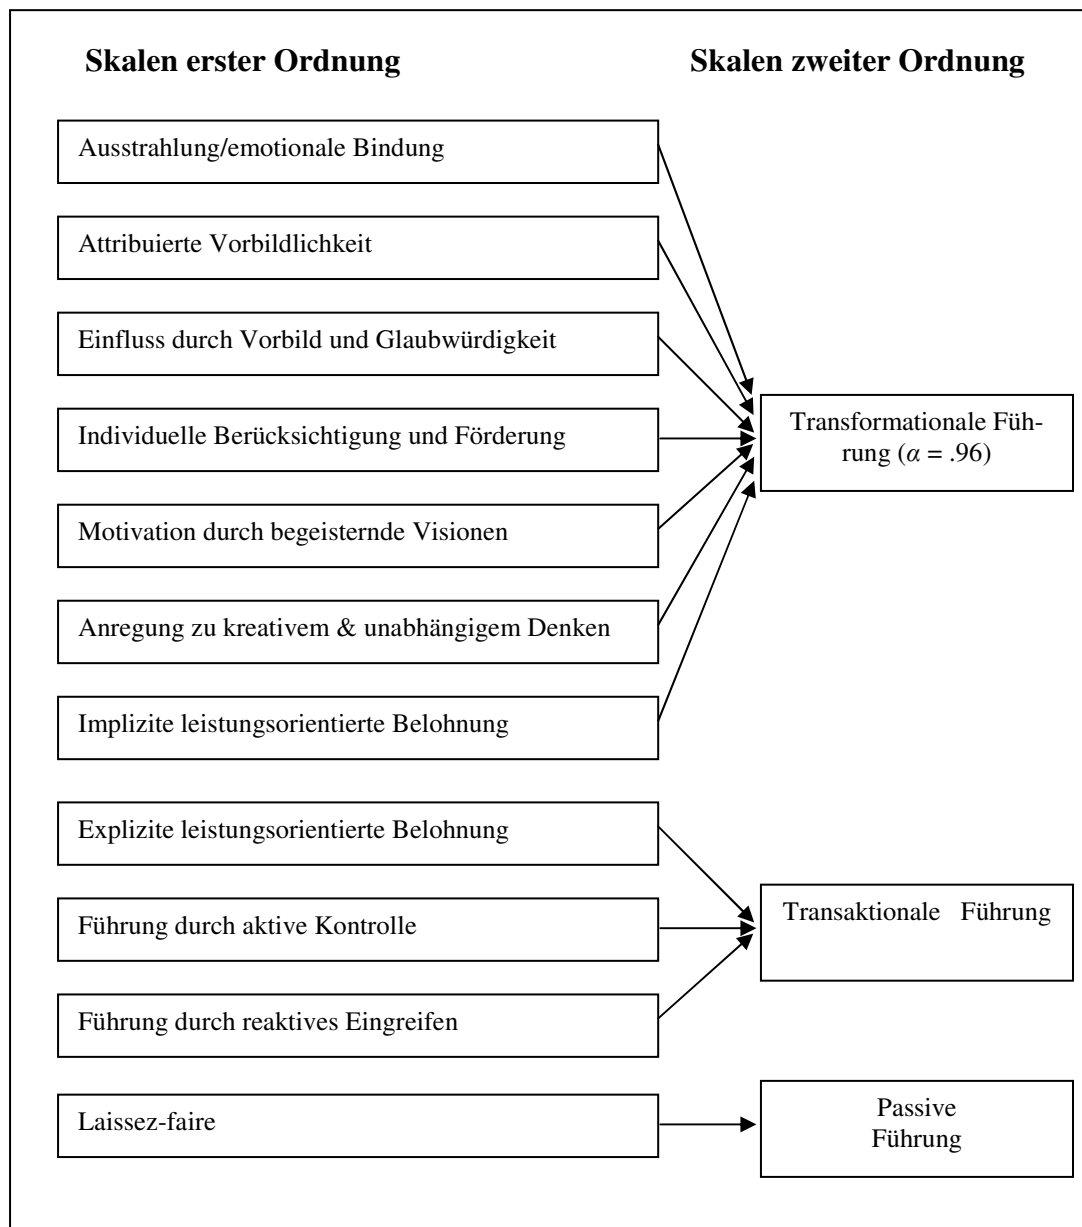 Skalen erster Ordnung
Skalen zweiter Ordnung
Ausstrahlung/emotionale Bindung
Attribuierte Vorbildlichkeit
Einfluss durch Vorbild und Glaubwürdigkeit
Individuelle Berücksichtigung und Förderung
Motivation durch begeisternde Visionen
Anregung zu kreativem & unabhängigem Denken
Implizite leistungsorientierte Belohnung
Transformationale Füh-
rung (α = .96)
Explizite leistungsorientierte Belohnung
Führung durch aktive Kontrolle
Führung durch reaktives Eingreifen
Transaktionale Führung
Laissez-faire
Passive
Führung